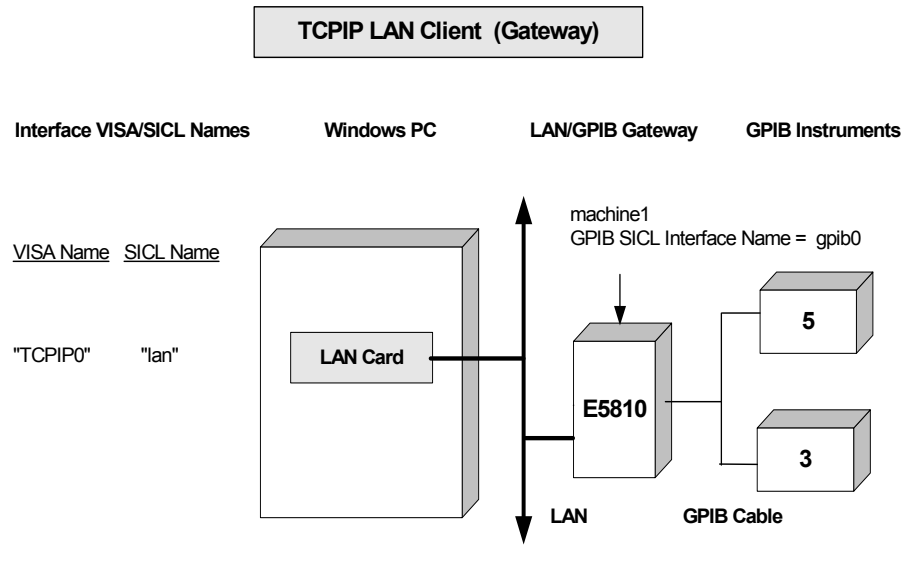 TCPIP LAN Client (Gateway)
Interface VISA/SICL Names
Windows PC
LAN/GPIB Gateway
GPIB Instruments
machine1
GPIB SICL Interface Name = gpib0
VISA Name SICL Name
5
"TCPIP0" "lan"
LAN Card
E5810
3
LAN
GPIB Cable